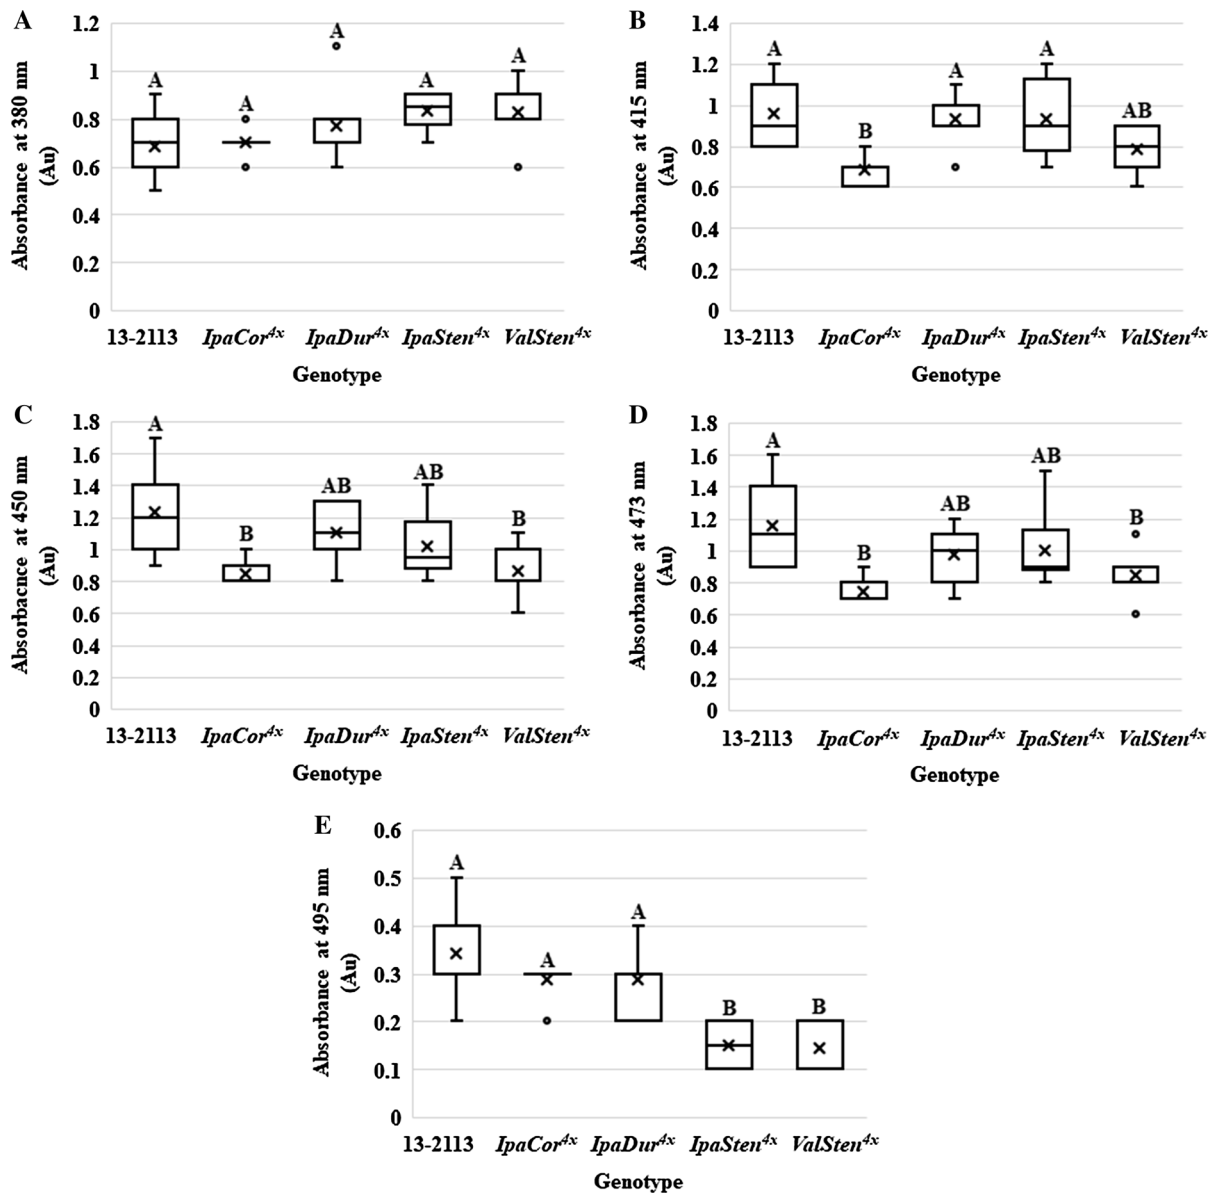 A
Absorbance at 380 nm
(Au)
1.2
1
0.8
0.6
0.4
0.2
0
A
A
A
A
A
13-2113
IpaCor4x
IpaDur4x
IpaSten4x
ValSten4x
Genotype
B
Absorbance at 415 nm
(Au)
1.4
1.2
1
0.8
0.6
0.4
0.2
0
A
B
A
A
AB
13-2113
IpaCor4x
IpaDur4x
IpaSten4x
ValSten4x
Genotype
C
Absorbacnce at 450 nm
(Au)
1.8
1.6
1.4
1.2
1
0.8
0.6
0.4
0.2
0
A
B
AB
AB
B
13-2113
IpaCor4x
IpaDur4x
IpaSten4x
ValSten4x
Genotype
D
Absorbance at 473 nm
(Au)
1.8
1.6
1.4
1.2
1
0.8
0.6
0.4
0.2
0
A
B
AB
AB
B
13-2113
IpaCor4x
IpaDur4x
IpaSten4x
ValSten4x
Genotype
E
Absorbance at 495 nm
(Au)
0.6
0.5
0.4
0.3
0.2
0.1
0
A
A
A
B
B
13-2113
IpaCor4x
IpaDur4x
IpaSten4x
ValSten4x
Genotype